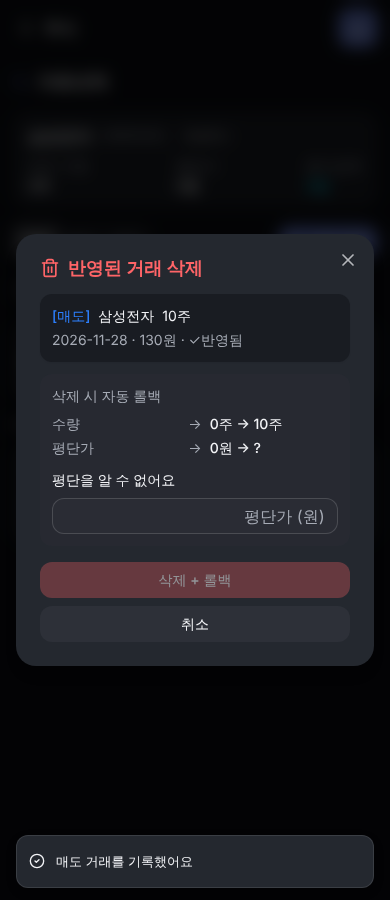 반영된 거래 삭제
[매도] 삼성전자 10주
2026-11-28 · 130원 · ✓반영됨
삭제 시 자동 롤백
수량 → 0주 → 10주
평단가 → 0원 → ?
평단을 알 수 없어요
평단가 (원)
삭제 + 롤백
취소
매도 거래를 기록했어요